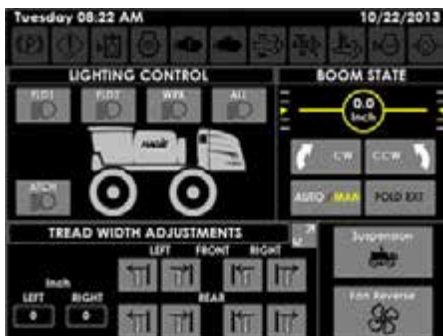 Tuesday 08:22 AM 10/22/2013
(P)
LIGHTING CONTROL
FLD1 FLD2 WRK ALL
HAGIE
ATCH
BOOM STATE
0.0
Inch
CW CCW
AUTO MAN FOLD EXT
TREAD WIDTH ADJUSTMENTS
LEFT FRONT RIGHT
Inch
LEFT RIGHT
0 0
REAR
Suspension
Fan Reverse